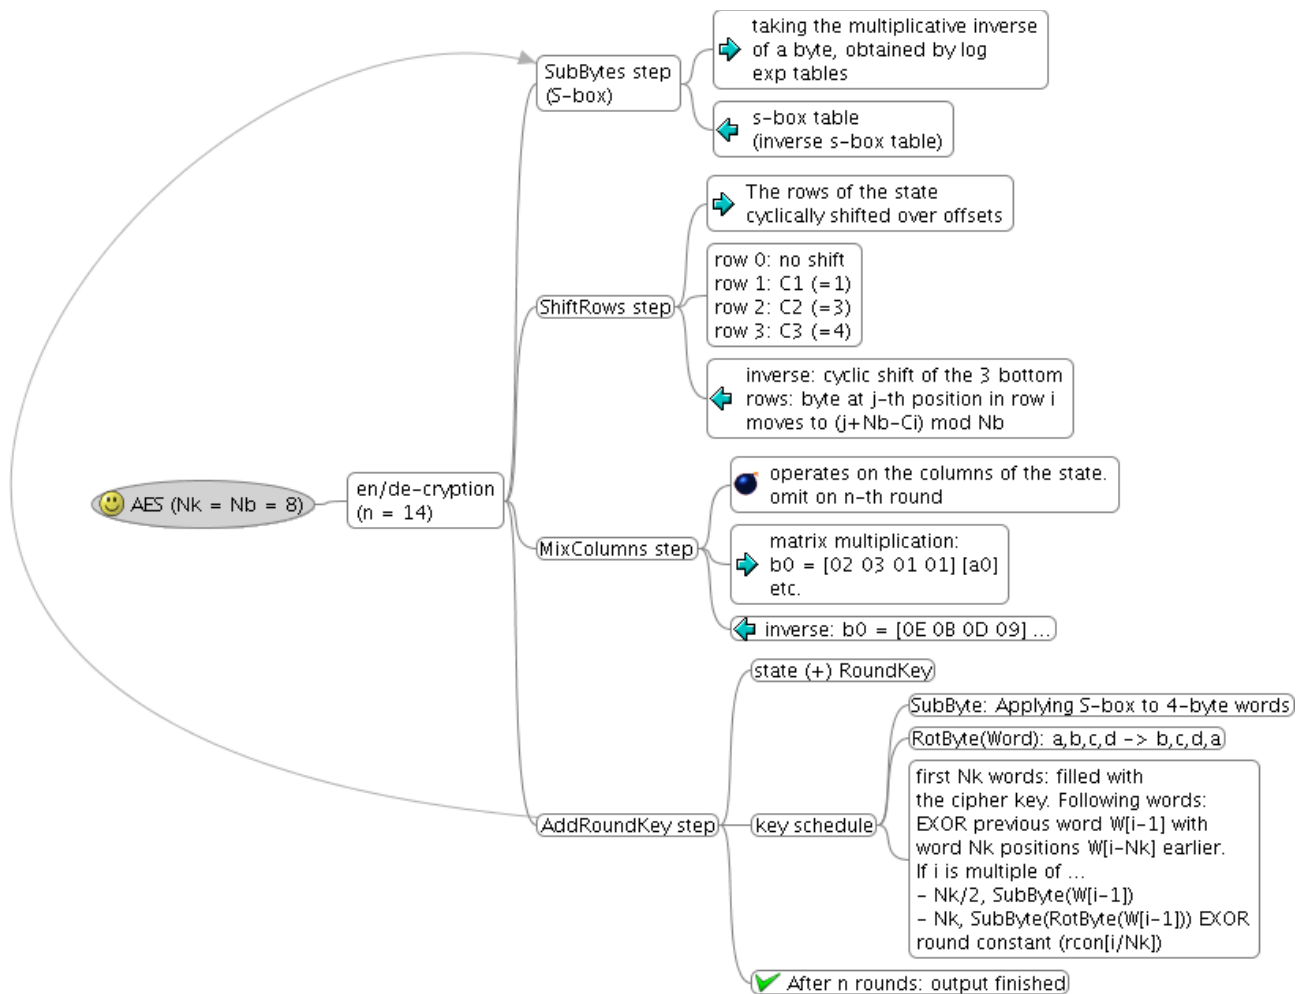 taking the multiplicative inverse
of a byte, obtained by log
exp tables
SubBytes step
(S-box)
s-box table
(inverse s-box table)
The rows of the state
cyclically shifted over offsets
row 0: no shift
row 1: C1 (=1)
row 2: C2 (=3)
row 3: C3 (=4)
ShiftRows step
inverse: cyclic shift of the 3 bottom
rows: byte at j-th position in row i
moves to (j+Nb-Ci) mod Nb
AES (Nk = Nb = 8)
en/de-cryption
(n = 14)
operates on the columns of the state.
omit on n-th round
MixColumns step
matrix multiplication:
b0 = [02 03 01 01] [a0]
etc.
inverse: b0 = [0E 0B 0D 09] ...
state (+) RoundKey
SubByte: Applying S-box to 4-byte words
RotByte(Word): a,b,c,d -> b,c,d,a
AddRoundKey step
key schedule
first Nk words: filled with
the cipher key. Following words:
EXOR previous word W[i-1] with
word Nk positions W[i-Nk] earlier.
If i is multiple of ...
- Nk/2, SubByte(W[i-1])
- Nk, SubByte(RotByte(W[i-1])) EXOR
round constant (rcon[i/Nk])
After n rounds: output finished